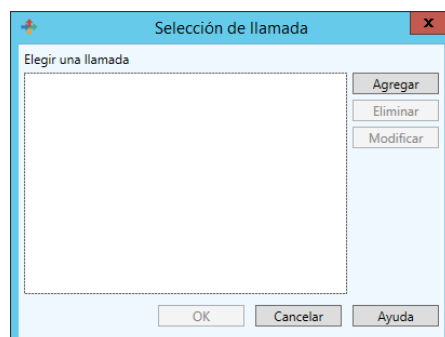 Selección de llamada
x
Elegir una llamada
Agregar
Eliminar
Modificar
OK Cancelar Ayuda